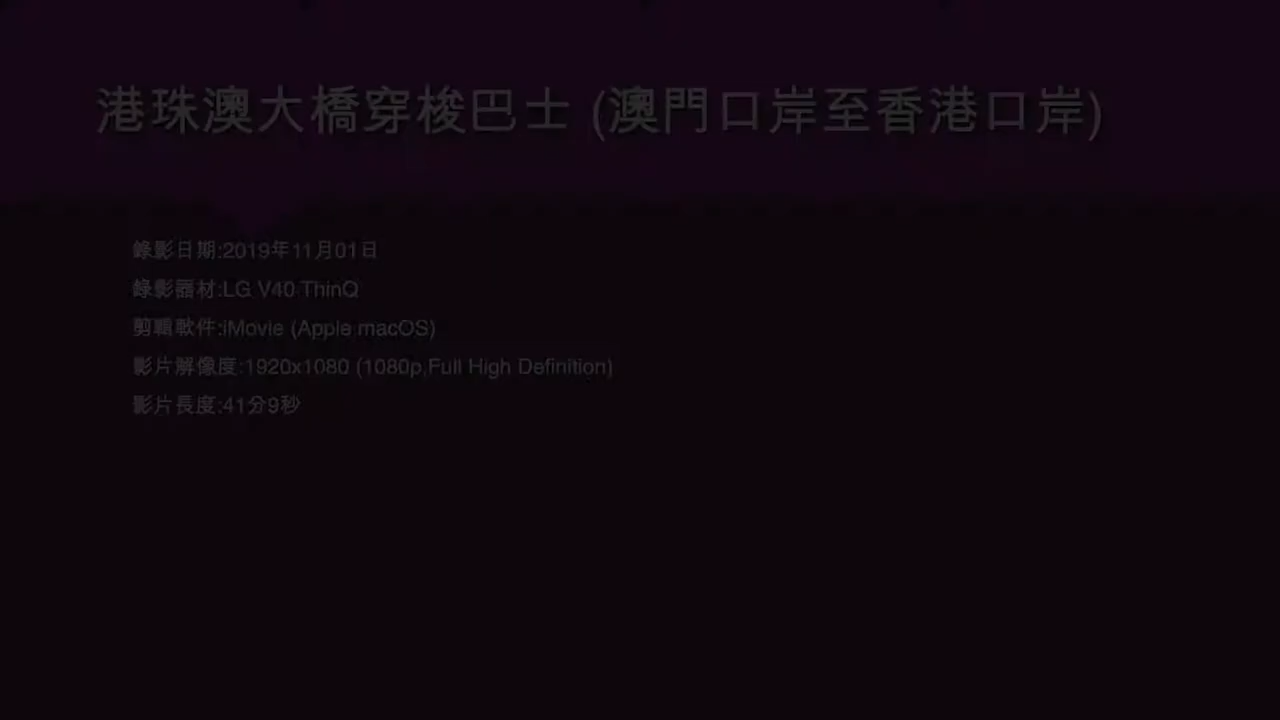 港珠澳大橋穿梭巴士 (澳門口岸至香港口岸)
錄影日期:2019年11月01日
錄影器材:LG V40 ThinQ
剪輯軟件:iMovie (Apple macOS)
影片解像度:1920x1080 (1080p,Full High Definition)
影片長度:41分9秒